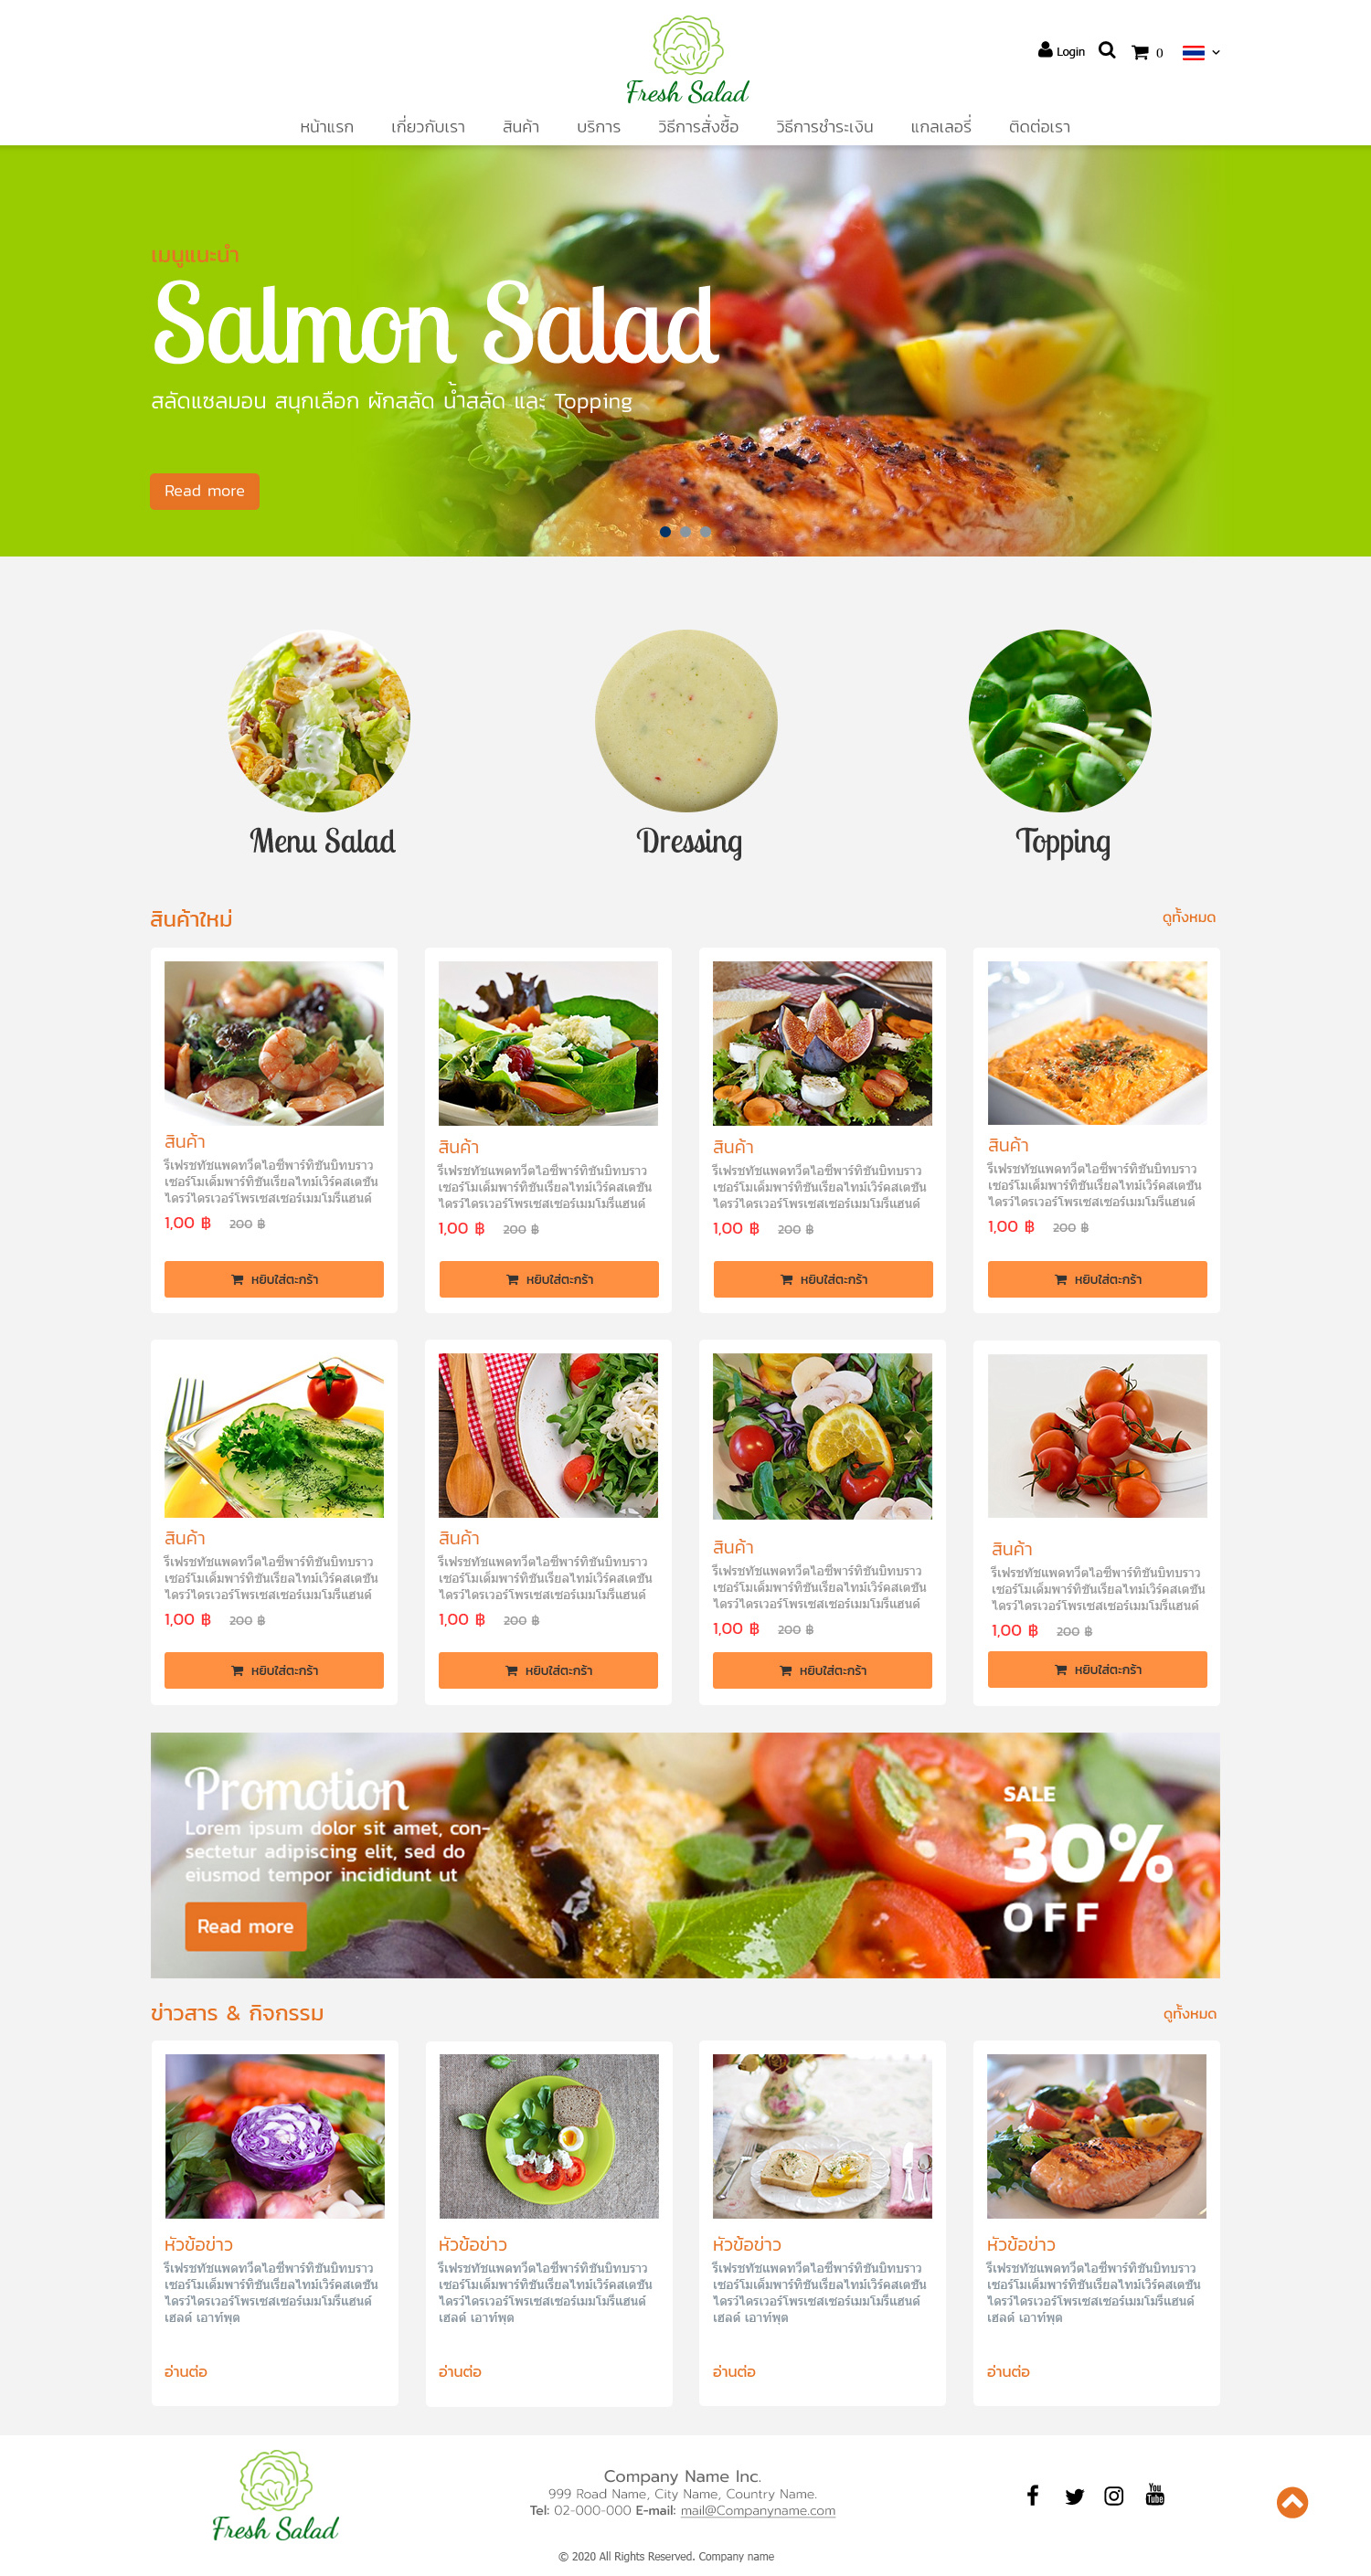 Fresh Salad
Login
0
หน้าแรก เกี่ยวกับเรา สินค้า บริการ วิธีการสั่งซื้อ วิธีการชำระเงิน แกลเลอรี่ ติดต่อเรา
เมนูแนะนำ
Salmon Salad
สลัดแซลมอน สนุกเลือก ผักสลัด น้ำสลัด และ Topping
Read more
Menu Salad
Dressing
Topping
สินค้าใหม่
ดูทั้งหมด
สินค้า
รีเฟรชทัชแพดทวีตไอซีพาร์ทิชันบิทบราว
เซอร์โมเด็มพาร์ทิชันเรียลไทม์เวิร์คสเตชัน
ไดรว์ไดรเวอร์โพรเซสเซอร์เมมโมรีแฮนด์
1,00 ฿ 200 ฿
หยิบใส่ตะกร้า
สินค้า
รีเฟรชทัชแพดทวีตไอซีพาร์ทิชันบิทบราว
เซอร์โมเด็มพาร์ทิชันเรียลไทม์เวิร์คสเตชัน
ไดรว์ไดรเวอร์โพรเซสเซอร์เมมโมรีแฮนด์
1,00 ฿ 200 ฿
หยิบใส่ตะกร้า
สินค้า
รีเฟรชทัชแพดทวีตไอซีพาร์ทิชันบิทบราว
เซอร์โมเด็มพาร์ทิชันเรียลไทม์เวิร์คสเตชัน
ไดรว์ไดรเวอร์โพรเซสเซอร์เมมโมรีแฮนด์
1,00 ฿ 200 ฿
หยิบใส่ตะกร้า
สินค้า
รีเฟรชทัชแพดทวีตไอซีพาร์ทิชันบิทบราว
เซอร์โมเด็มพาร์ทิชันเรียลไทม์เวิร์คสเตชัน
ไดรว์ไดรเวอร์โพรเซสเซอร์เมมโมรีแฮนด์
1,00 ฿ 200 ฿
หยิบใส่ตะกร้า
สินค้า
รีเฟรชทัชแพดทวีตไอซีพาร์ทิชันบิทบราว
เซอร์โมเด็มพาร์ทิชันเรียลไทม์เวิร์คสเตชัน
ไดรว์ไดรเวอร์โพรเซสเซอร์เมมโมรีแฮนด์
1,00 ฿ 200 ฿
หยิบใส่ตะกร้า
สินค้า
รีเฟรชทัชแพดทวีตไอซีพาร์ทิชันบิทบราว
เซอร์โมเด็มพาร์ทิชันเรียลไทม์เวิร์คสเตชัน
ไดรว์ไดรเวอร์โพรเซสเซอร์เมมโมรีแฮนด์
1,00 ฿ 200 ฿
หยิบใส่ตะกร้า
สินค้า
รีเฟรชทัชแพดทวีตไอซีพาร์ทิชันบิทบราว
เซอร์โมเด็มพาร์ทิชันเรียลไทม์เวิร์คสเตชัน
ไดรว์ไดรเวอร์โพรเซสเซอร์เมมโมรีแฮนด์
1,00 ฿ 200 ฿
หยิบใส่ตะกร้า
สินค้า
รีเฟรชทัชแพดทวีตไอซีพาร์ทิชันบิทบราว
เซอร์โมเด็มพาร์ทิชันเรียลไทม์เวิร์คสเตชัน
ไดรว์ไดรเวอร์โพรเซสเซอร์เมมโมรีแฮนด์
1,00 ฿ 200 ฿
หยิบใส่ตะกร้า
Promotion
Lorem ipsum dolor sit amet, con-
sectetur adipiscing elit, sed do
eiusmod tempor incididunt ut
Read more
SALE
30%
OFF
ข่าวสาร & กิจกรรม
ดูทั้งหมด
หัวข้อข่าว
รีเฟรชทัชแพดทวีตไอซีพาร์ทิชันบิทบราว
เซอร์โมเด็มพาร์ทิชันเรียลไทม์เวิร์คสเตชัน
ไดรว์ไดรเวอร์โพรเซสเซอร์เมมโมรีแฮนด์
เฮลด์ เอาท์พุต
อ่านต่อ
หัวข้อข่าว
รีเฟรชทัชแพดทวีตไอซีพาร์ทิชันบิทบราว
เซอร์โมเด็มพาร์ทิชันเรียลไทม์เวิร์คสเตชัน
ไดรว์ไดรเวอร์โพรเซสเซอร์เมมโมรีแฮนด์
เฮลด์ เอาท์พุต
อ่านต่อ
หัวข้อข่าว
รีเฟรชทัชแพดทวีตไอซีพาร์ทิชันบิทบราว
เซอร์โมเด็มพาร์ทิชันเรียลไทม์เวิร์คสเตชัน
ไดรว์ไดรเวอร์โพรเซสเซอร์เมมโมรีแฮนด์
เฮลด์ เอาท์พุต
อ่านต่อ
หัวข้อข่าว
รีเฟรชทัชแพดทวีตไอซีพาร์ทิชันบิทบราว
เซอร์โมเด็มพาร์ทิชันเรียลไทม์เวิร์คสเตชัน
ไดรว์ไดรเวอร์โพรเซสเซอร์เมมโมรีแฮนด์
เฮลด์ เอาท์พุต
อ่านต่อ
Fresh Salad
Company Name Inc.
999 Road Name, City Name, Country Name.
Tel: 02-000-000 E-mail: mail@Companyname.com
You
Tube
© 2020 All Rights Reserved. Company name